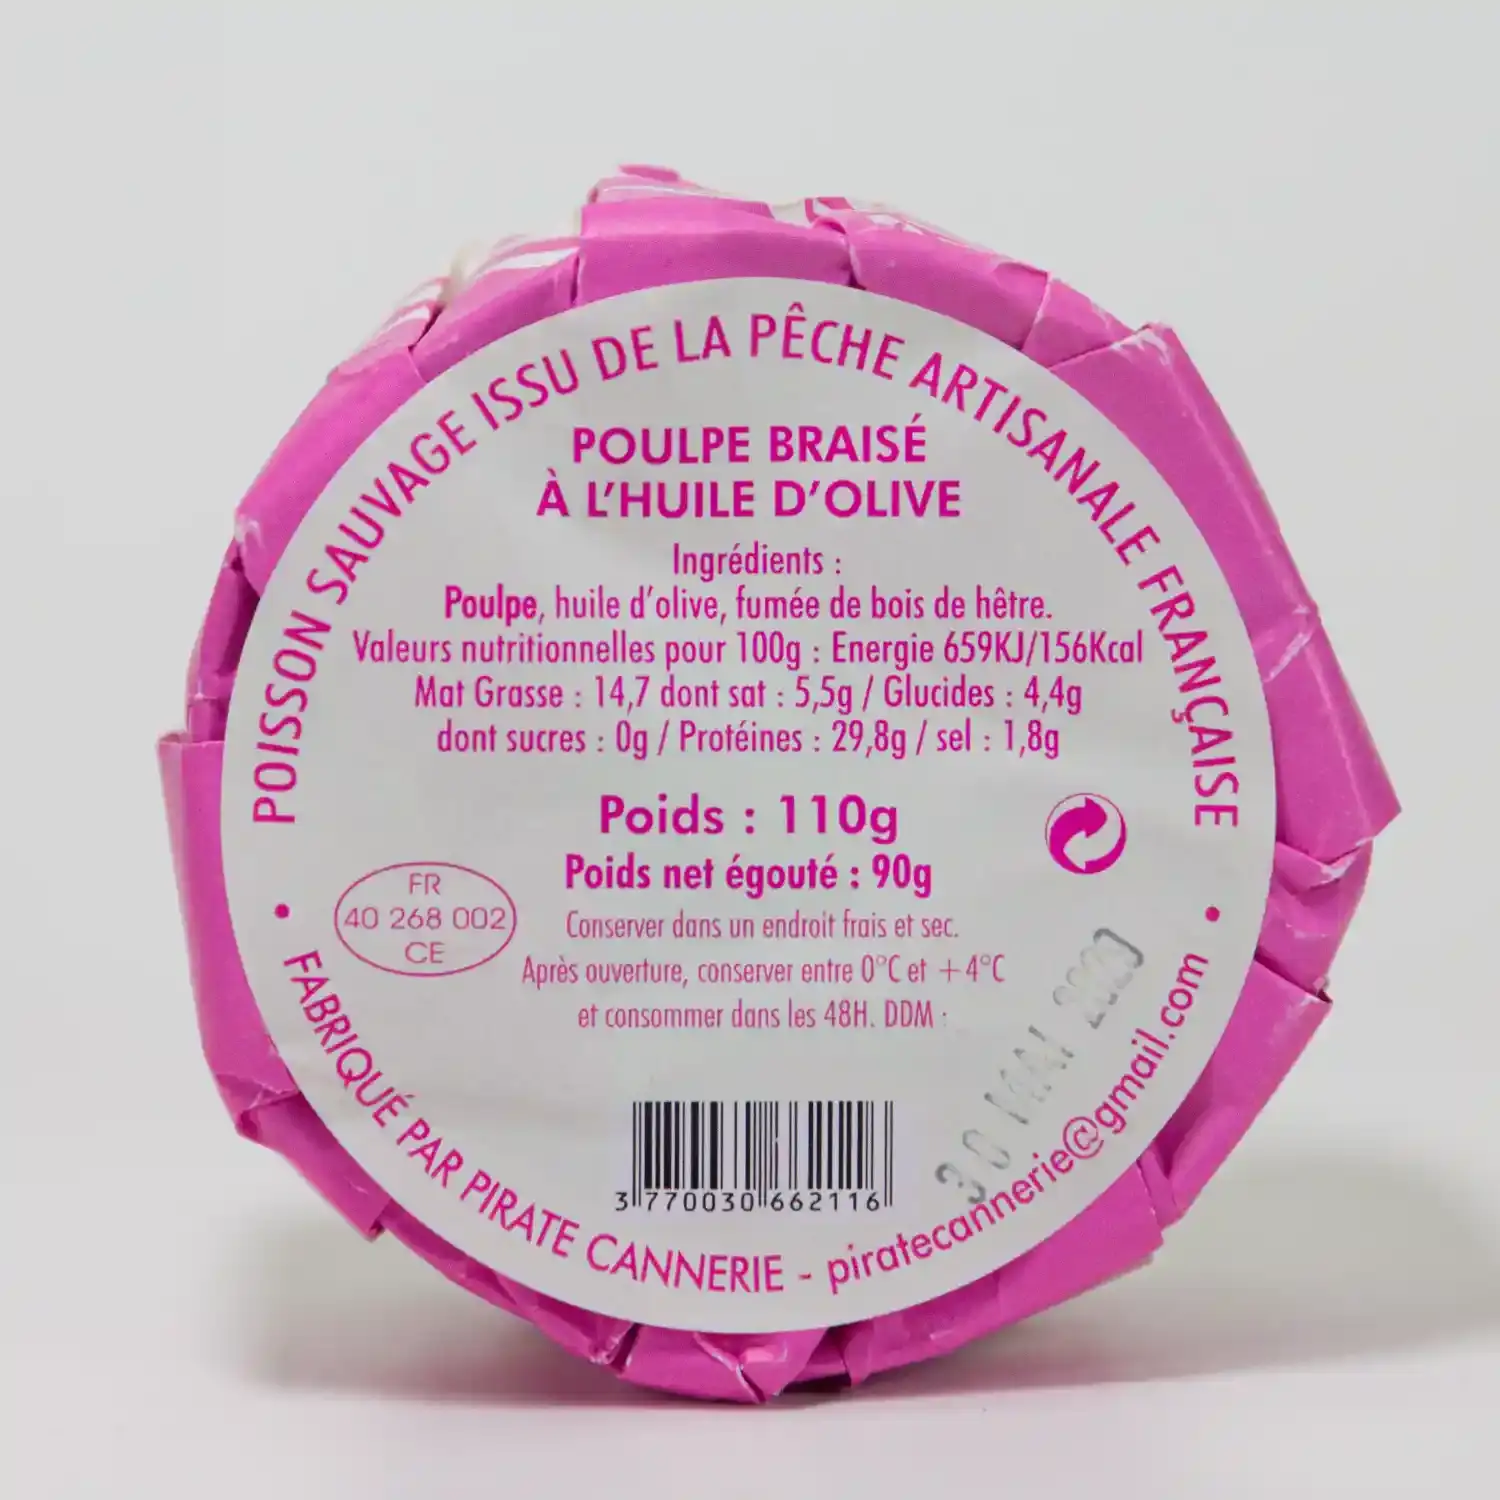 POISSON SAUVAGE ISSU DE LA PÊCHE ARTISANALE FRANÇAISE
POULPE BRAISÉ
À L'HUILE D'OLIVE
Ingrédients :
Poulpe, huile d'olive, fumée de bois de hêtre.
Valeurs nutritionnelles pour 100g : Energie 659KJ/156Kcal
Mat Grasse : 14,7 dont sat : 5,5g / Glucides : 4,4g
dont sucres : 0g / Protéines : 29,8g / sel : 1,8g
Poids : 110g
Poids net égouté : 90g
FR
40 268 002
CE
Conserver dans un endroit frais et sec.
Après ouverture, conserver entre 0°C et +4°C
et consommer dans les 48H. DDM :
30 MAI
3 770030 662116
• FABRIQUÉ PAR PIRATE CANNERIE - piratecannerie@gmail.com •